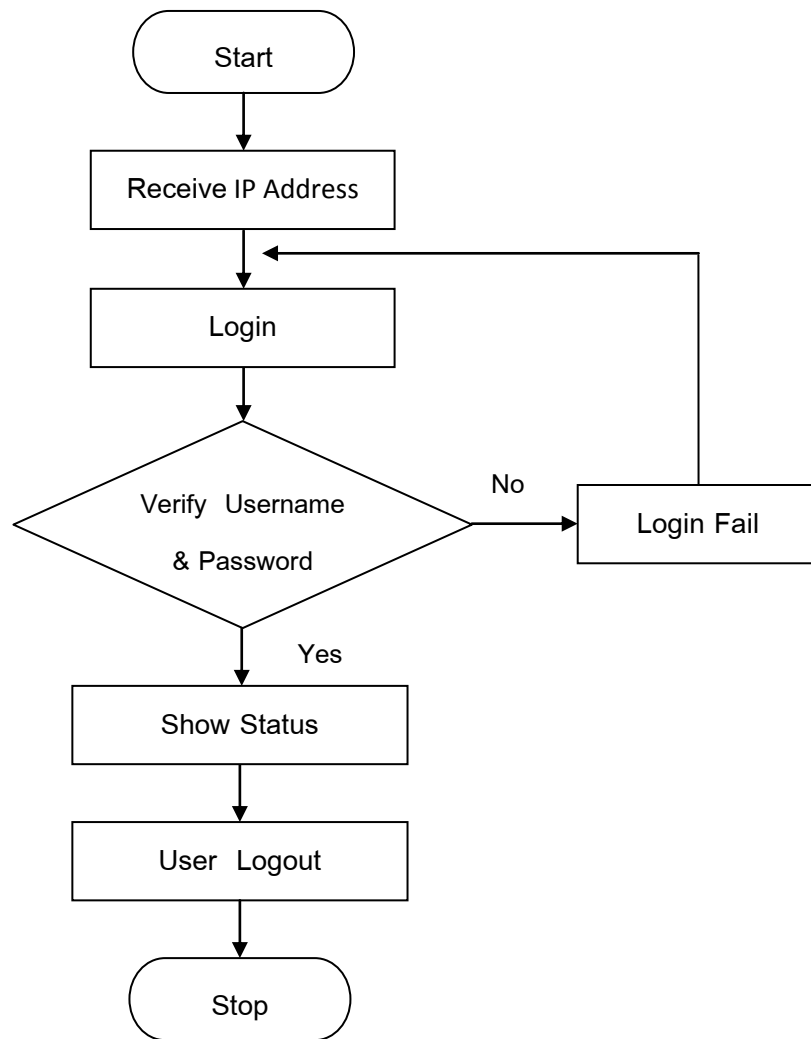 Start
Receive IP Address
Login
Verify Username
& Password
No
Login Fail
Yes
Show Status
User Logout
Stop